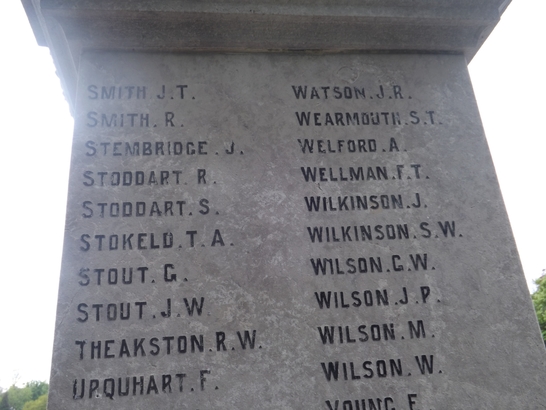 SMITH J.T.
SMITH. R.
STEMBRIDGE. J.
STODDART. R.
STODDART. S.
STOKELD. T. A.
STOUT. G.
STOUT. J. W
THEAKSTON. R. W.
URQUHART. F.
WATSON. J. R.
WEARMOUTH. S. T.
WELFORD. A.
WELLMAN. F. T.
WILKINSON. J.
WILKINSON. S. W.
WILSON. G. W.
WILSON. J. P.
WILSON. M.
WILSON. W.
YOUNG